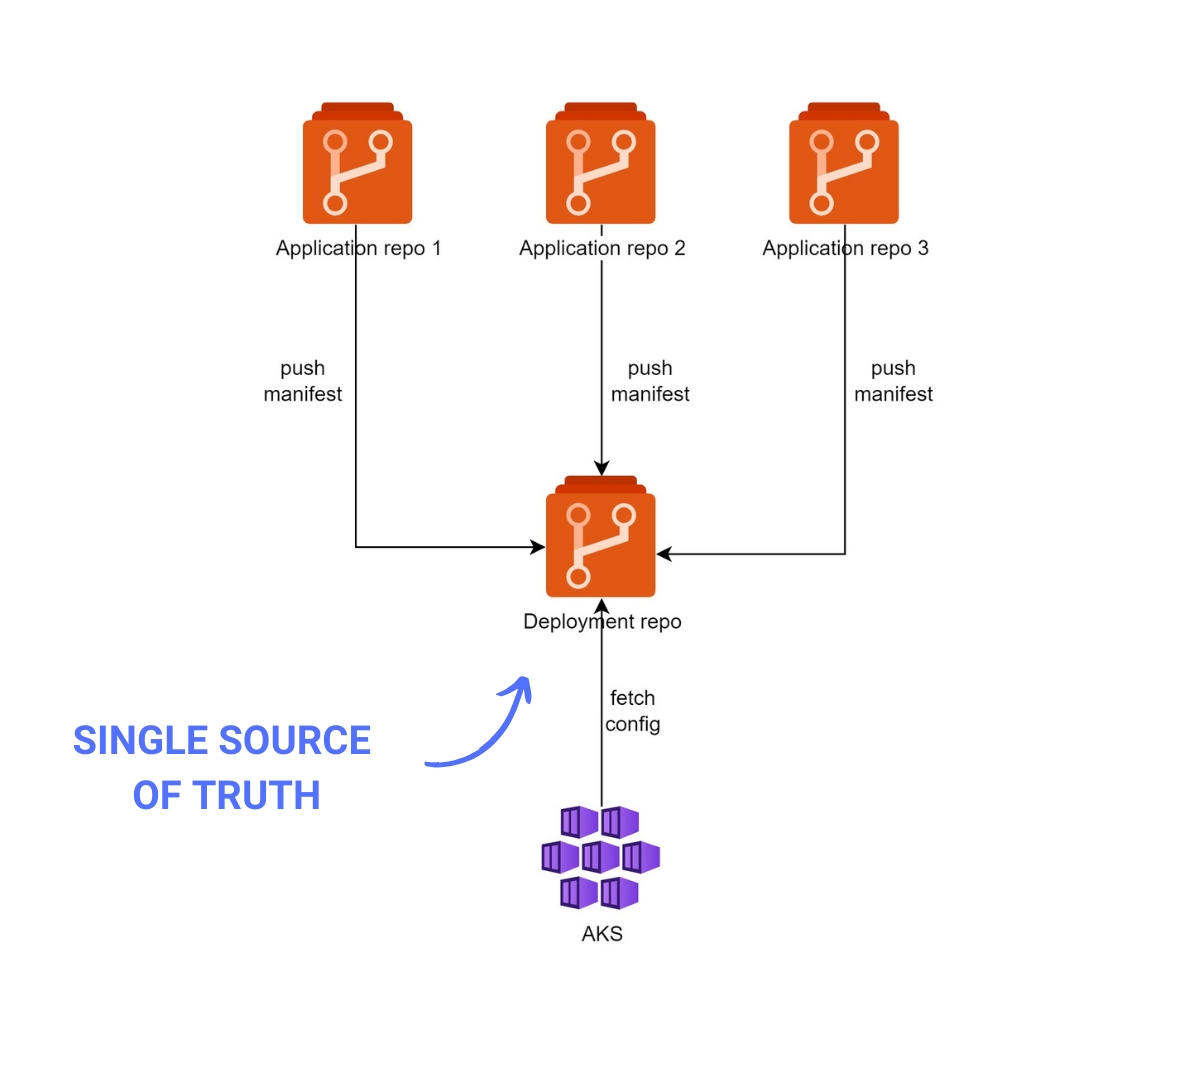 Application repo 1
Application repo 2
Application repo 3
push
manifest
push
manifest
push
manifest
Deployment repo
fetch
config
SINGLE SOURCE
OF TRUTH
AKS